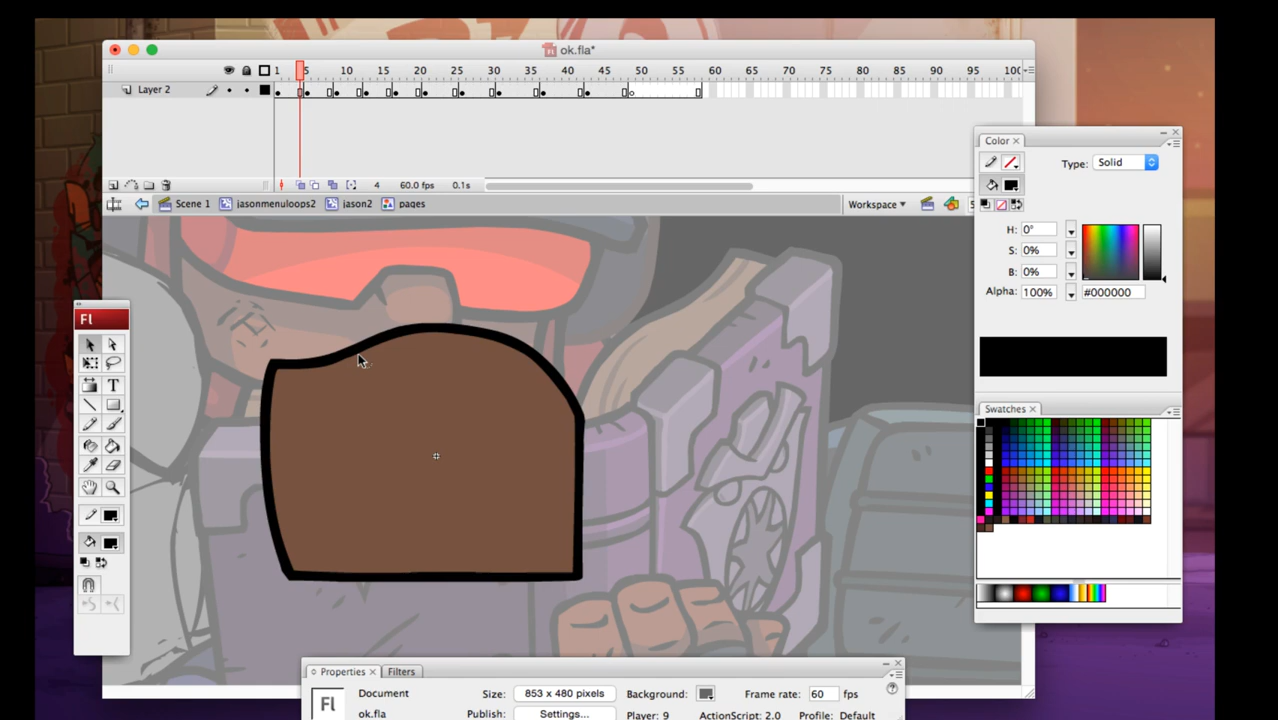 ok.fla*
1 5 10 15 20 25 30 35 40 45 50 55 60 65 70 75 80 85 90 95 100
Layer 2
4 60.0 fps 0.1s
Scene 1 jasonmenuloops2 jason2 pages Workspace 5
Color
Type: Solid
H: 0°
S: 0%
B: 0%
Alpha: 100% #000000
Swatches
Fl
T
Properties Filters
Fl
Document Size: 853 x 480 pixels Background: Frame rate: 60 fps
ok.fla Publish: Settings... Player: 9 ActionScript: 2.0 Profile: Default